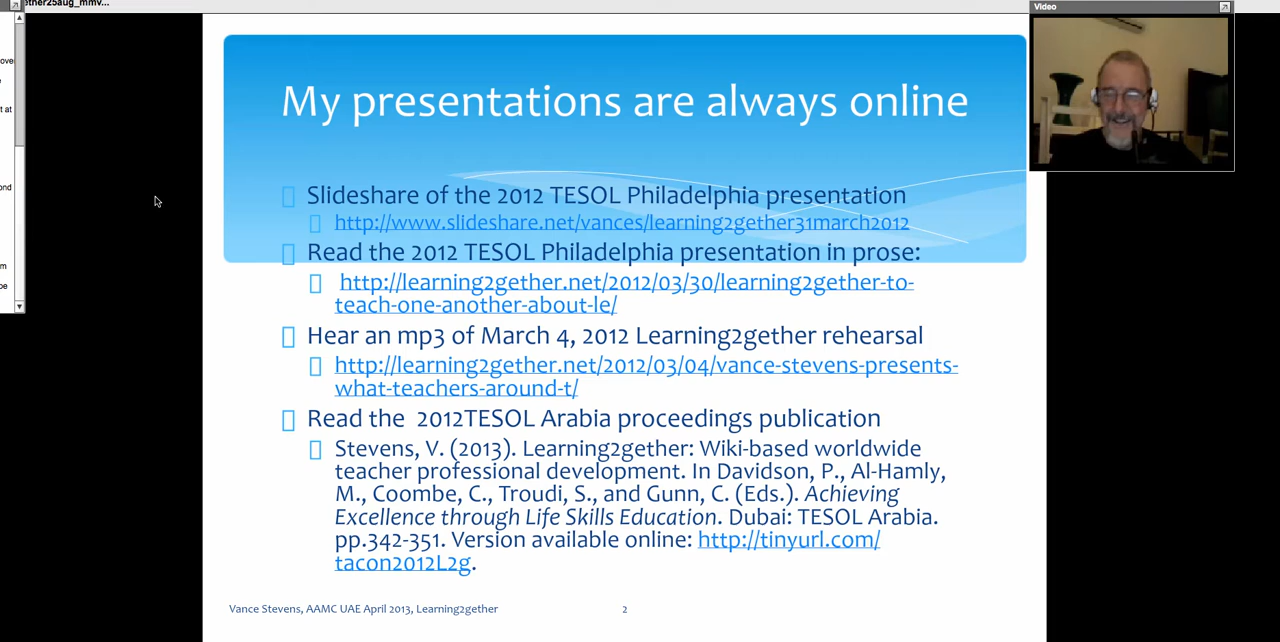 ether25aug_mmv...
Video
My presentations are always online
Slideshare of the 2012 TESOL Philadelphia presentation
http://www.slideshare.net/vances/learning2gether31march2012
Read the 2012 TESOL Philadelphia presentation in prose:
http://learning2gether.net/2012/03/30/learning2gether-to-
teach-one-another-about-le/
Hear an mp3 of March 4, 2012 Learning2gether rehearsal
http://learning2gether.net/2012/03/04/vance-stevens-presents-
what-teachers-around-t/
Read the 2012TESOL Arabia proceedings publication
Stevens, V. (2013). Learning2gether: Wiki-based worldwide
teacher professional development. In Davidson, P., Al-Hamly,
M., Coombe, C., Troudi, S., and Gunn, C. (Eds.). Achieving
Excellence through Life Skills Education. Dubai: TESOL Arabia.
pp.342-351. Version available online: http://tinyurl.com/
tacon2012L2g.
Vance Stevens, AAMC UAE April 2013, Learning2gether
2